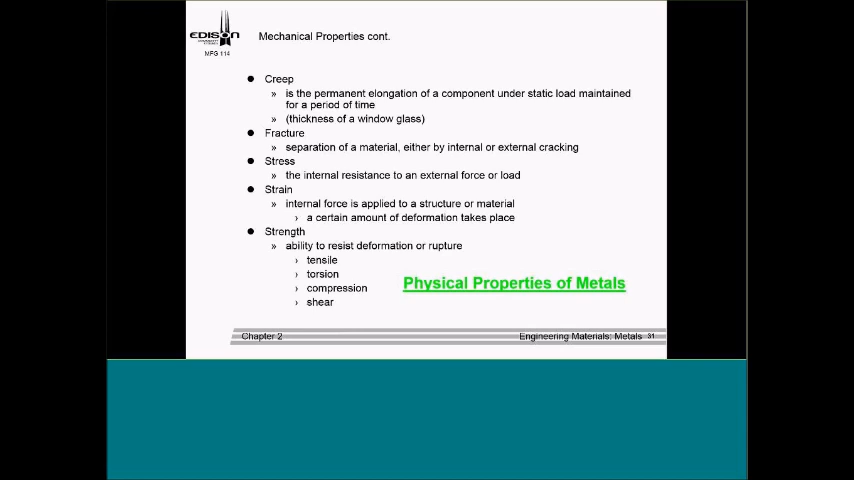 EDISON
MFG 114
Mechanical Properties cont.
● Creep
» is the permanent elongation of a component under static load maintained
for a period of time
» (thickness of a window glass)
● Fracture
» separation of a material, either by internal or external cracking
● Stress
» the internal resistance to an external force or load
● Strain
» internal force is applied to a structure or material
› a certain amount of deformation takes place
● Strength
» ability to resist deformation or rupture
› tensile
› torsion
› compression
› shear
Physical Properties of Metals
Chapter 2
Engineering Materials: Metals 31